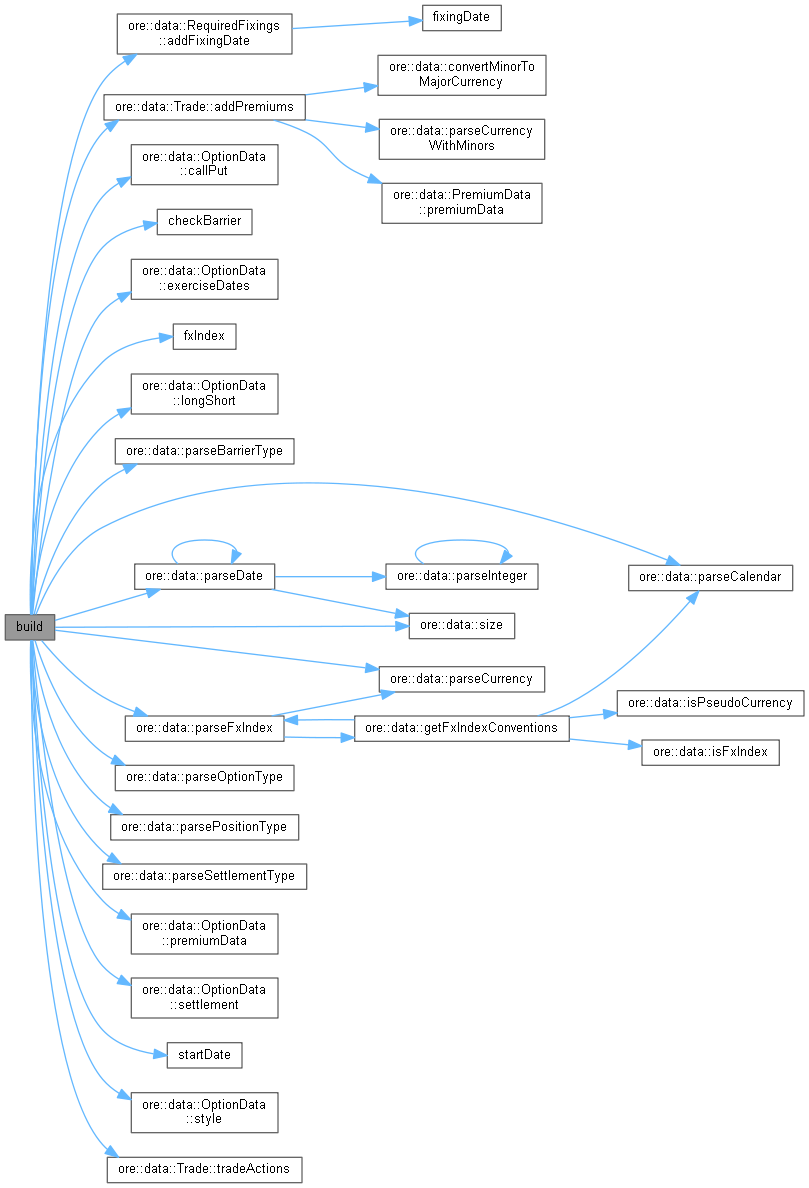 ore::data::RequiredFixings
::addFixingDate
fixingDate
ore::data::Trade::addPremiums
ore::data::convertMinorTo
MajorCurrency
ore::data::parseCurrency
WithMinors
ore::data::PremiumData
::premiumData
ore::data::OptionData
::callPut
checkBarrier
ore::data::OptionData
::exerciseDates
fxIndex
ore::data::OptionData
::longShort
ore::data::parseBarrierType
ore::data::parseDate
ore::data::parseInteger
ore::data::parseCalendar
build
ore::data::size
ore::data::parseCurrency
ore::data::parseFxIndex
ore::data::getFxIndexConventions
ore::data::isPseudoCurrency
ore::data::isFxIndex
ore::data::parseOptionType
ore::data::parsePositionType
ore::data::parseSettlementType
ore::data::OptionData
::premiumData
ore::data::OptionData
::settlement
startDate
ore::data::OptionData
::style
ore::data::Trade::tradeActions